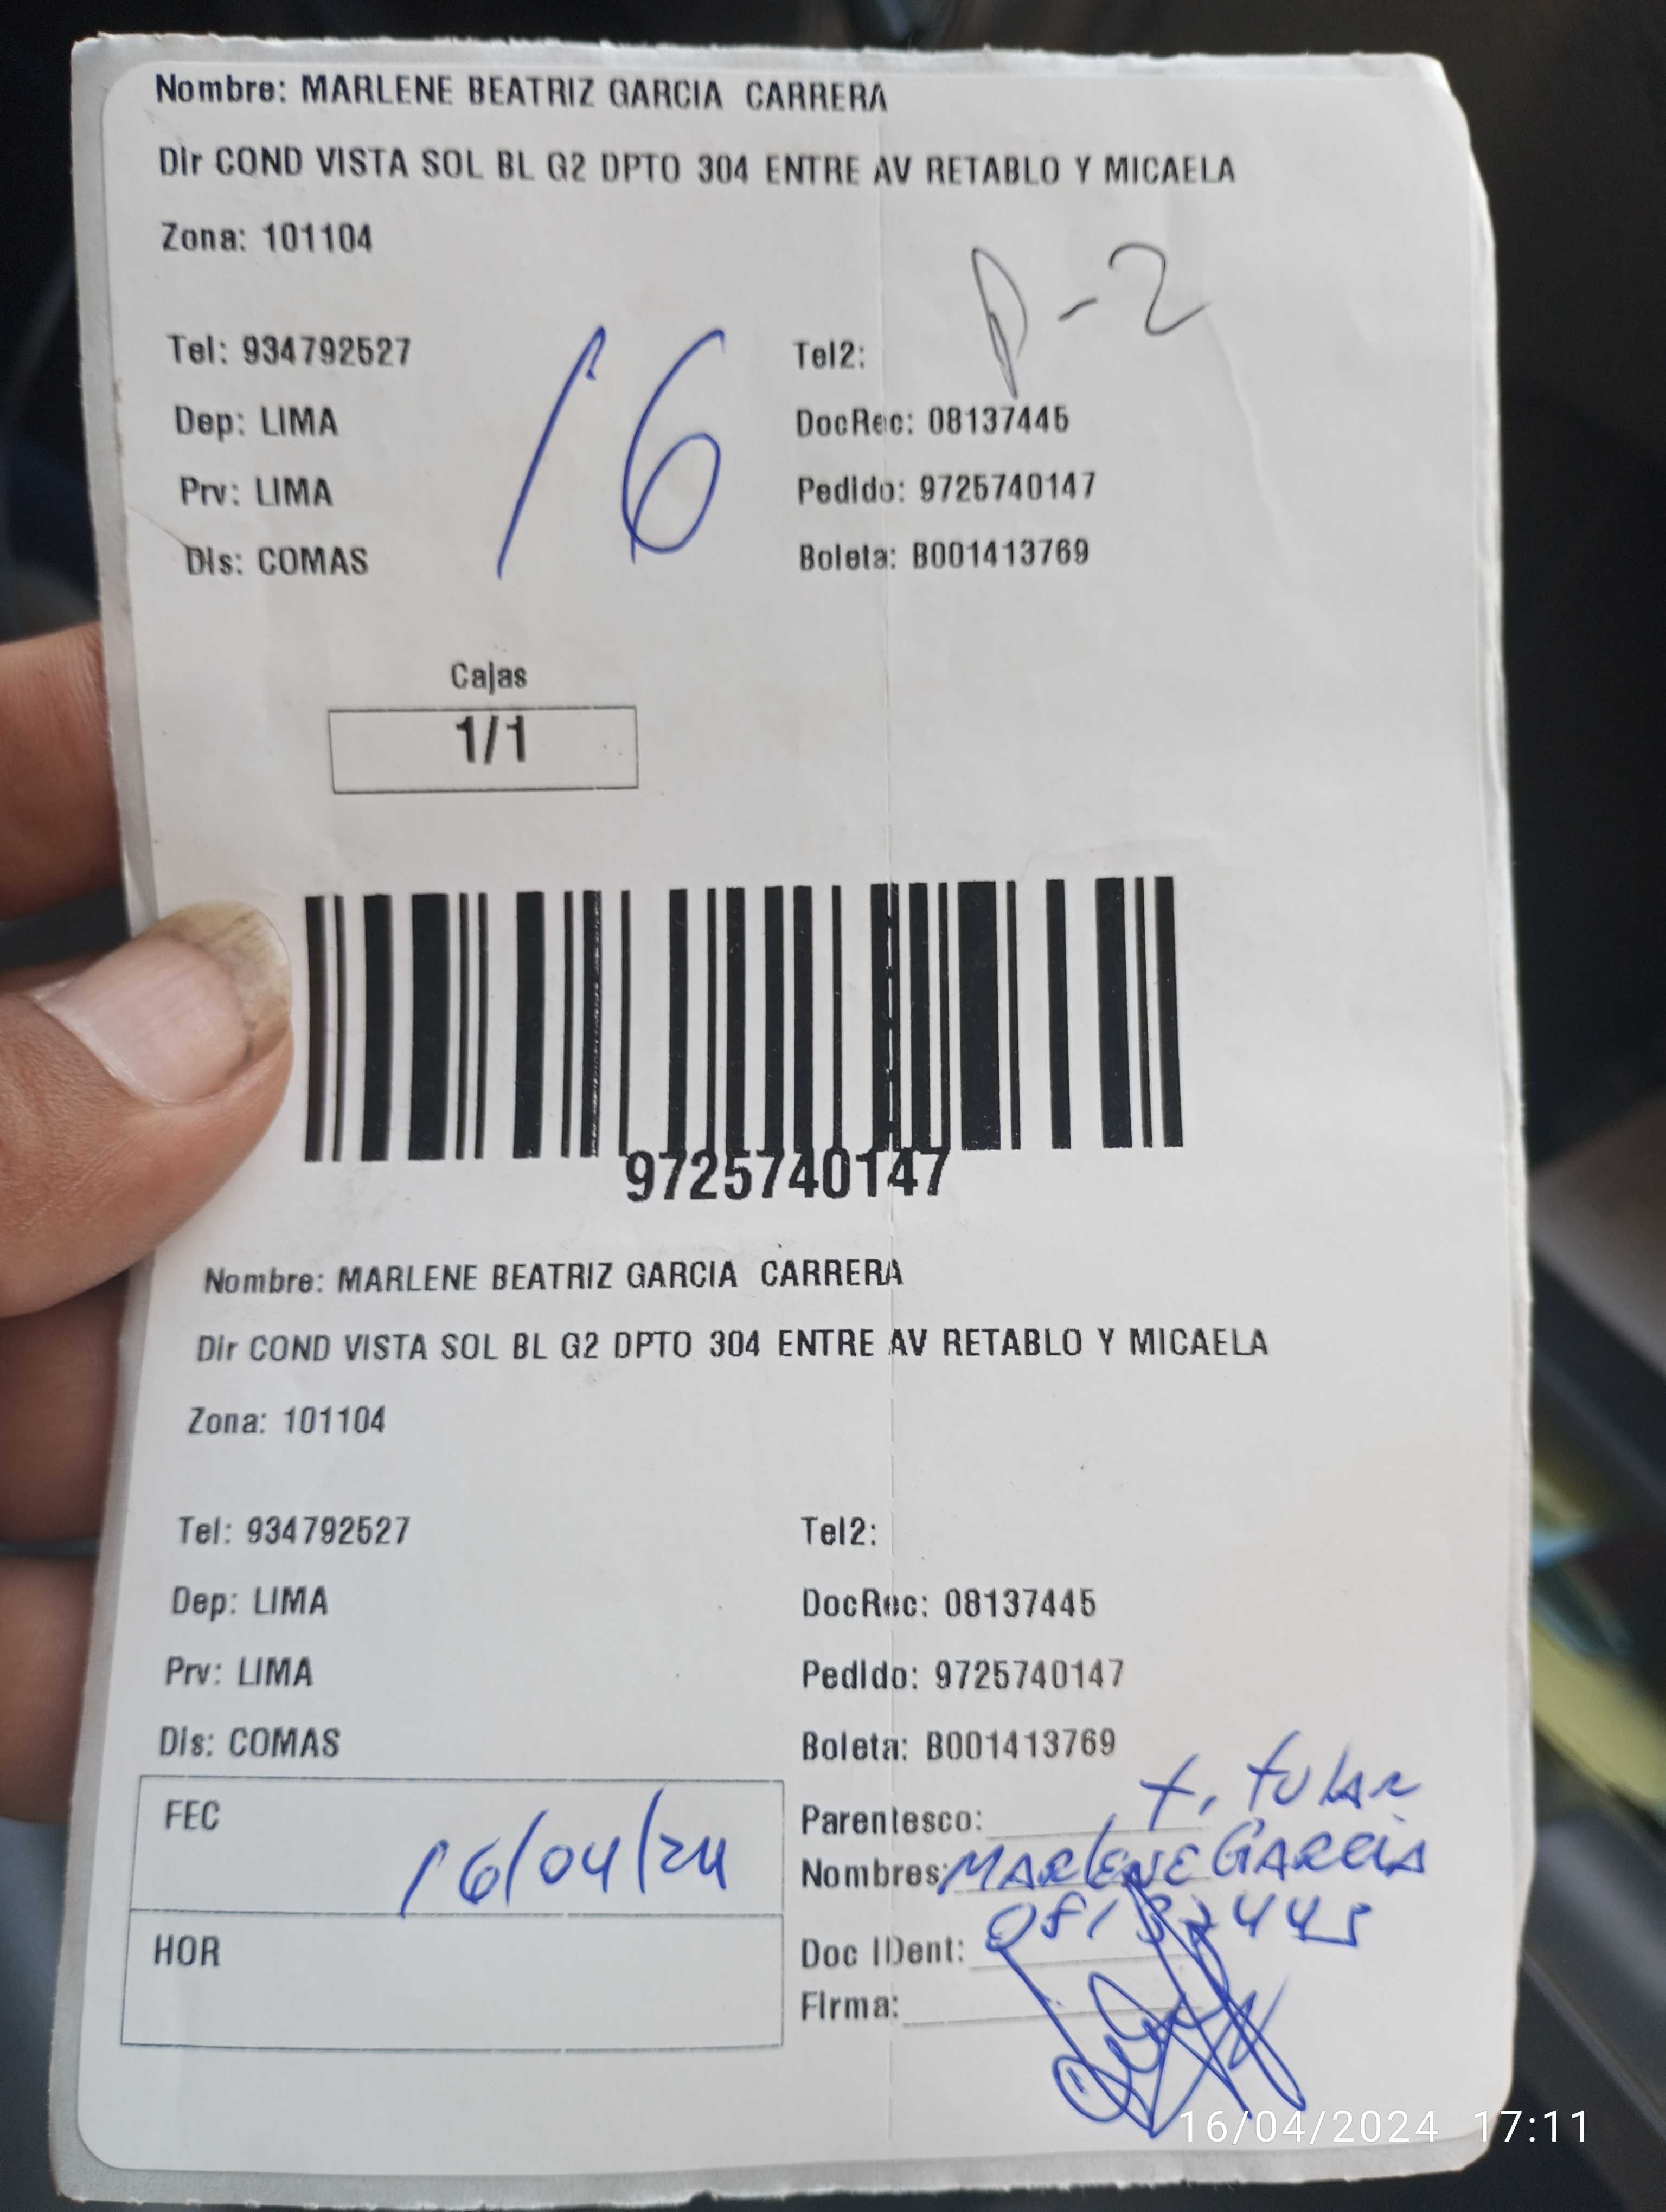 Nombre: MARLENE BEATRIZ GARCIA CARRERA
Dir COND VISTA SOL BL G2 DPTO 304 ENTRE AV RETABLO Y MICAELA
Zona: 101104
P-2
Tel: 934792527 Tel2:
16
Dep: LIMA DocRec: 08137445
Prv: LIMA Pedido: 9725740147
Dis: COMAS Boleta: B001413769
Cajas
1/1
9725740147
Nombre: MARLENE BEATRIZ GARCIA CARRERA
Dir COND VISTA SOL BL G2 DPTO 304 ENTRE AV RETABLO Y MICAELA
Zona: 101104
Tel: 934792527 Tel2:
Dep: LIMA DocRec: 08137445
Prv: LIMA Pedido: 9725740147
Dis: COMAS Boleta: B001413769
FEC 16/04/24
HOR
Parentesco: titular
Nombres: MARLENE GARCIA
Doc IDent: 08137445
Firma:
16/04/2024 17:11